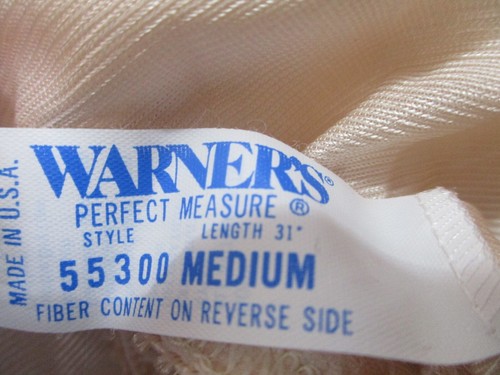 MADE IN U.S.A.
WARNER'S®
PERFECT MEASURE ®
STYLE LENGTH 31"
55300 MEDIUM
FIBER CONTENT ON REVERSE SIDE